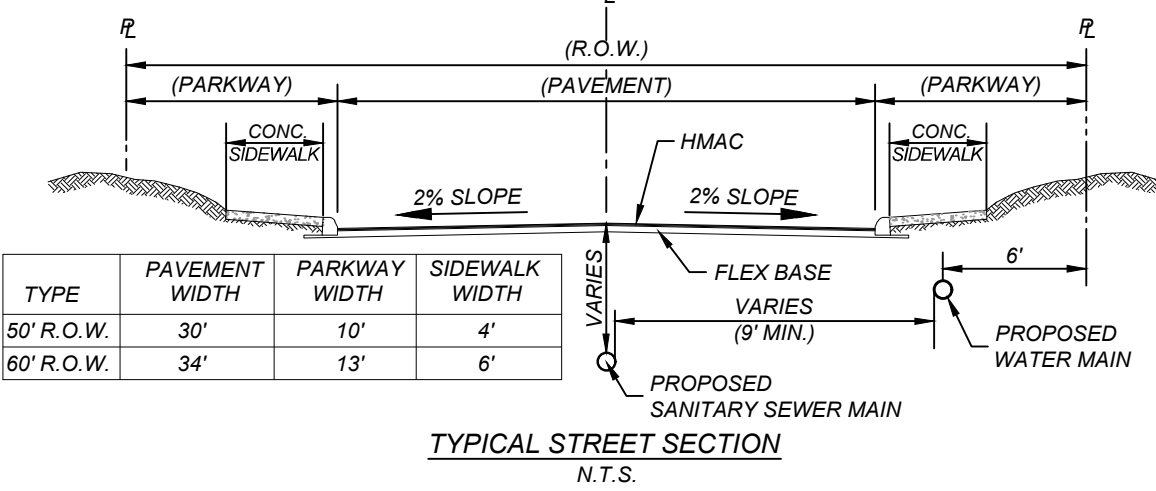 ℄
(R.O.W.)
(PARKWAY) (PAVEMENT) (PARKWAY)
CONC.
SIDEWALK
HMAC
CONC.
SIDEWALK
2% SLOPE 2% SLOPE
FLEX BASE
6'
VARIES
VARIES
(9' MIN.)
PROPOSED
WATER MAIN
PROPOSED
SANITARY SEWER MAIN
TYPE PAVEMENT WIDTH PARKWAY WIDTH SIDEWALK WIDTH
50' R.O.W. 30' 10' 4'
60' R.O.W. 34' 13' 6'
TYPICAL STREET SECTION
N.T.S.